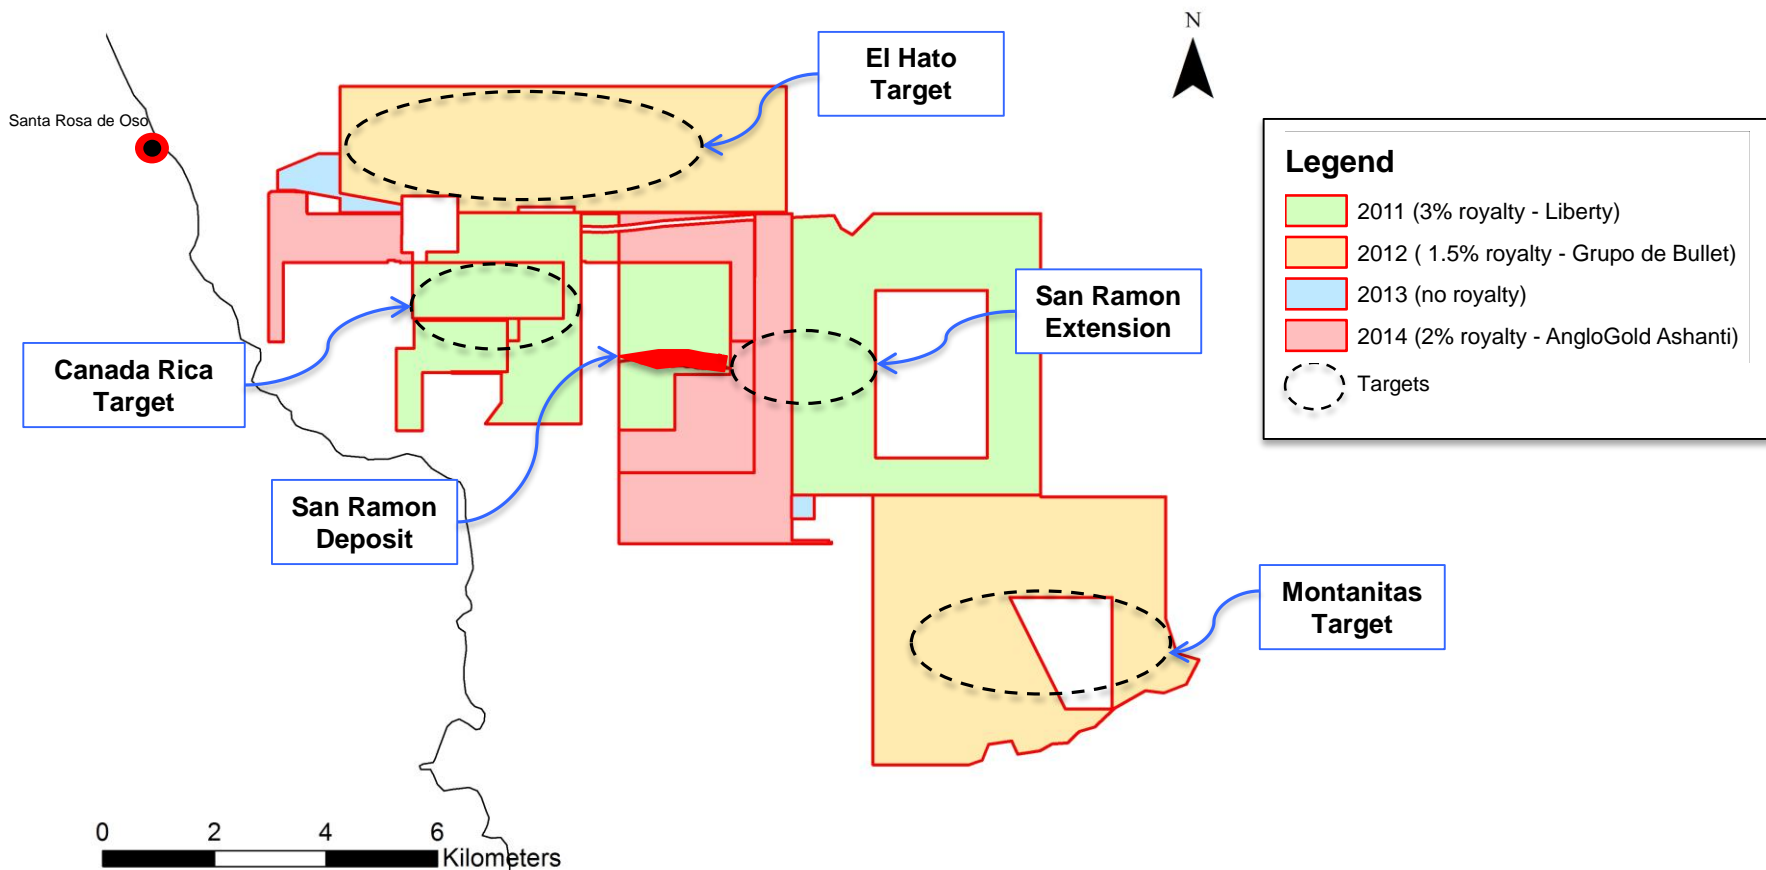 N
El Hato
Target
Santa Rosa de Oso
Legend
2011 (3% royalty - Liberty)
2012 ( 1.5% royalty - Grupo de Bullet)
2013 (no royalty)
2014 (2% royalty - AngloGold Ashanti)
Targets
San Ramon
Extension
Canada Rica
Target
San Ramon
Deposit
Montanitas
Target
0 2 4 6
Kilometers